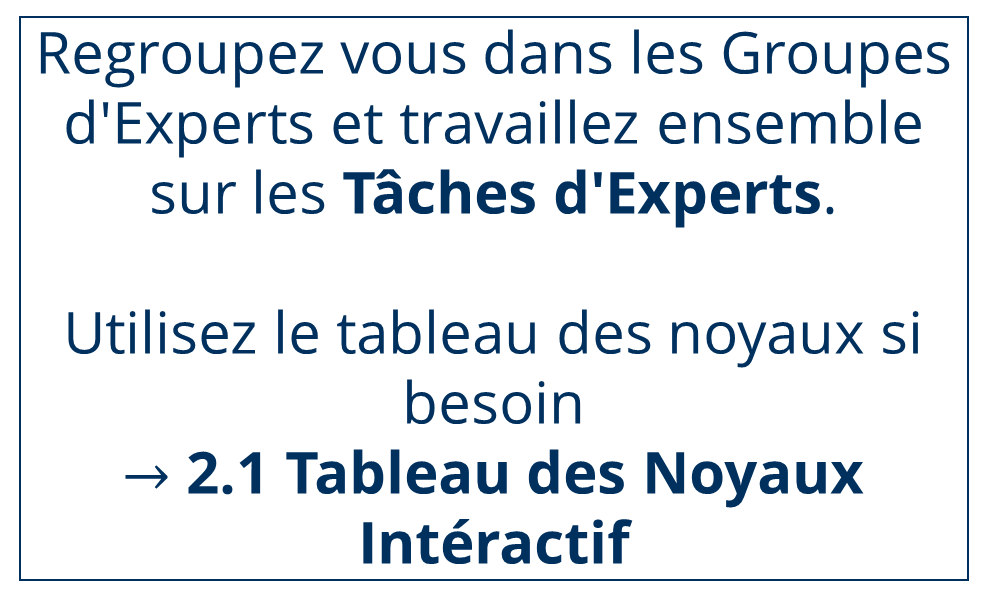 Regroupez vous dans les Groupes
d'Experts et travaillez ensemble
sur les Tâches d'Experts.
Utilisez le tableau des noyaux si
besoin
→ 2.1 Tableau des Noyaux
Intéractif